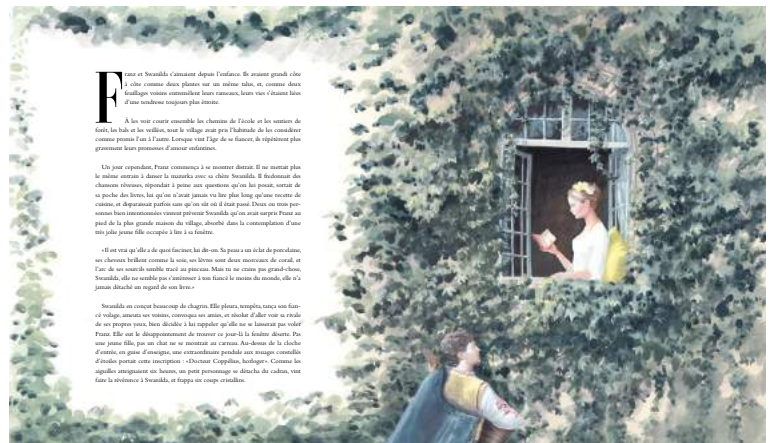 Franz et Swanilda s'aimaient depuis l'enfance. Ils avaient grandi côte
à côte comme deux plantes sur un même talus, et, comme deux
feuillages voisins entremêlent leurs rameaux, leurs vies s'étaient liées
d'une tendresse toujours plus étroite.
À les voir courir ensemble les chemins de l'école et les sentiers de
forêt, les bals et les veillées, tout le village avait pris l'habitude de les considérer
comme promis l'un à l'autre. Lorsque vint l'âge de se fiancer, ils répétèrent plus
gravement leurs promesses d'amour enfantines.
Un jour cependant, Franz commença à se montrer distrait. Il ne mettait plus
le même entrain à danser la mazurka avec sa chère Swanilda. Il fredonnait des
chansons rêveuses, répondait à peine aux questions qu'on lui posait, sortait de
sa poche des livres, lui qu'on n'avait jamais vu lire plus long qu'une recette de
cuisine, et disparaissait parfois sans qu'on sût où il était passé. Deux ou trois per-
sonnes bien intentionnées vinrent prévenir Swanilda qu'on avait surpris Franz au
pied de la plus grande maison du village, absorbé dans la contemplation d'une
très jolie jeune fille occupée à lire à sa fenêtre.
«Il est vrai qu'elle a de quoi fasciner, lui dit-on. Sa peau a un éclat de porcelaine,
ses cheveux brillent comme la soie, ses lèvres sont deux morceaux de corail, et
l'arc de ses sourcils semble tracé au pinceau. Mais tu ne crains pas grand-chose,
Swanilda, elle ne semble pas s'intéresser à ton fiancé le moins du monde, elle n'a
jamais détaché un regard de son livre.»
Swanilda en conçut beaucoup de chagrin. Elle pleura, tempêta, tança son fian-
cé volage, ameuta ses voisins, convoqua ses amies, et résolut d'aller voir sa rivale
de ses propres yeux, bien décidée à lui rappeler qu'elle ne se laisserait pas voler
Franz. Elle eut le désappointement de trouver ce jour-là la fenêtre déserte. Pas
une jeune fille, pas un chat ne se montrait au carreau. Au-dessus de la cloche
d'entrée, en guise d'enseigne, une extraordinaire pendule aux rouages constellés
d'étoiles portait cette inscription : «Docteur Coppélius, horloger». Comme les
aiguilles atteignaient six heures, un petit personnage se détacha du cadran, vint
faire la révérence à Swanilda, et frappa six coups cristallins.